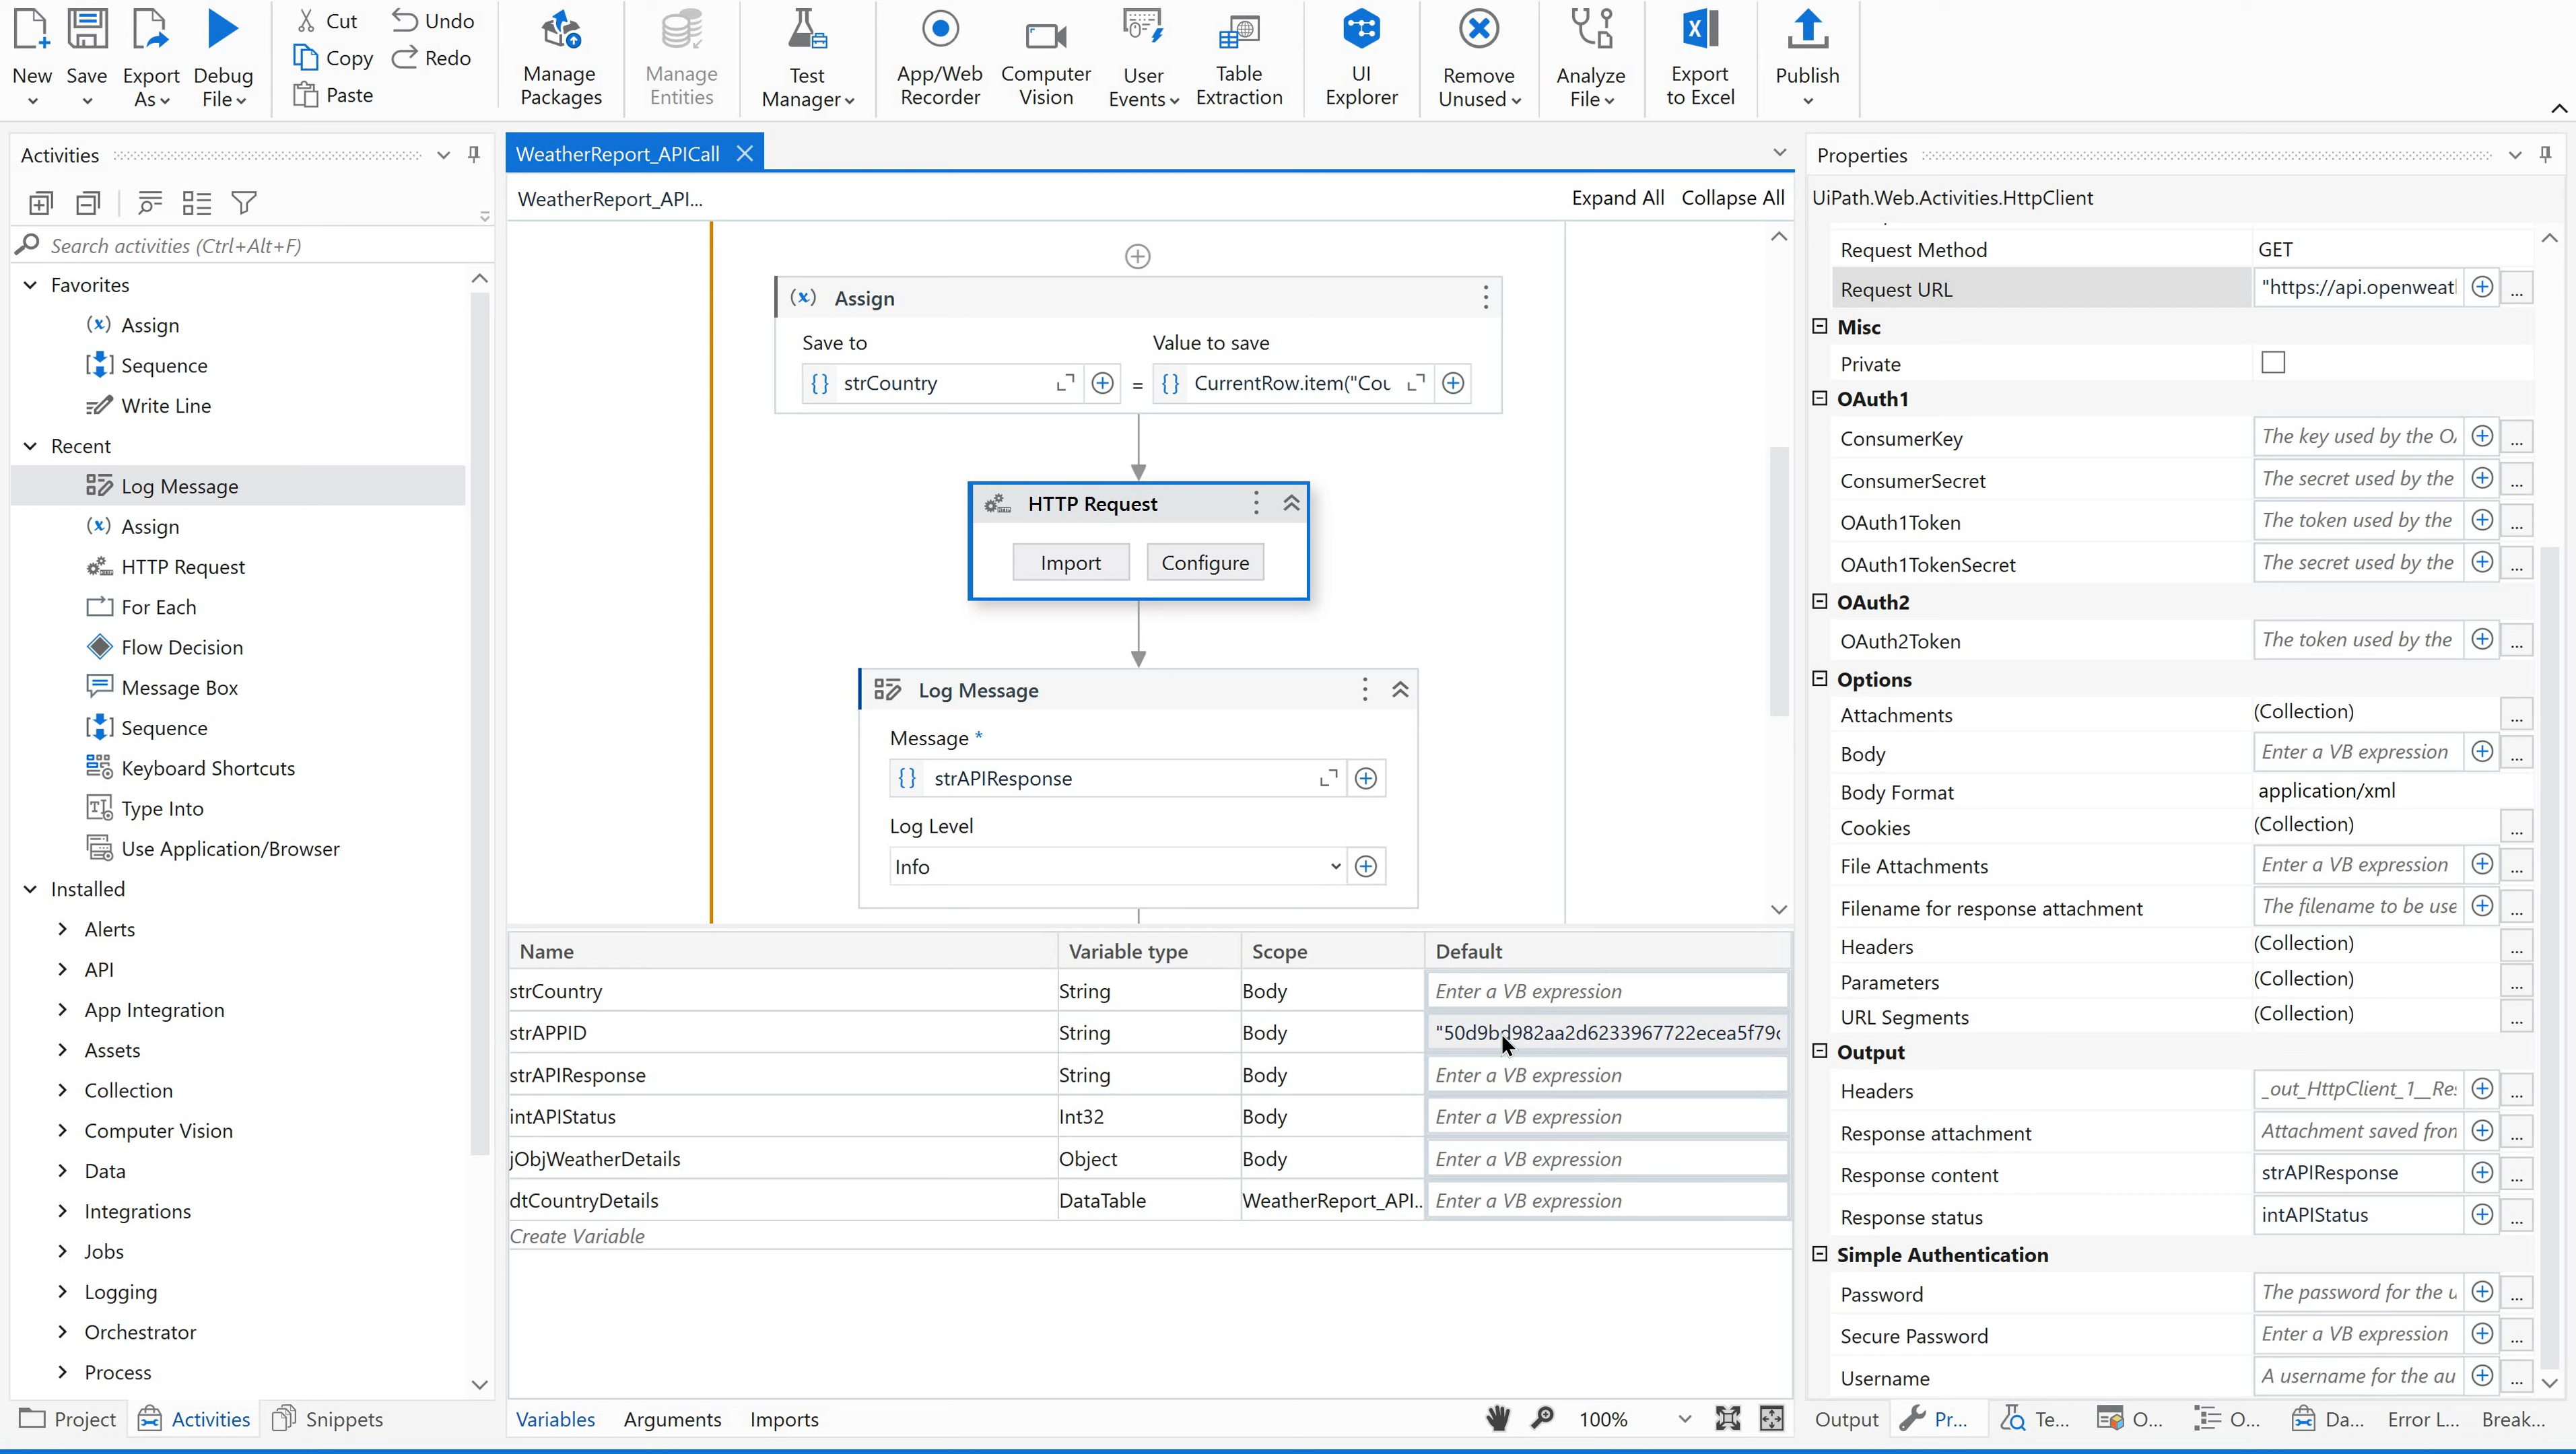 New
Save
Export As
Debug File
Cut
Copy
Paste
Undo
Redo
Manage Packages
Manage Entities
Test Manager
App/Web Recorder
Computer Vision
User Events
Table Extraction
UI Explorer
Remove Unused
Analyze File
Export to Excel
Publish
Activities
Search activities (Ctrl+Alt+F)
Favorites
Assign
Sequence
Write Line
Recent
Log Message
Assign
HTTP Request
For Each
Flow Decision
Message Box
Sequence
Keyboard Shortcuts
Type Into
Use Application/Browser
Installed
Alerts
API
App Integration
Assets
Collection
Computer Vision
Data
Integrations
Jobs
Logging
Orchestrator
Process
Project Activities Snippets
WeatherReport_APICall
WeatherReport_API... Expand All Collapse All
Assign
Save to Value to save
strCountry = CurrentRow.item("Cou
HTTP Request
Import Configure
Log Message
Message *
strAPIResponse
Log Level
Info
Name Variable type Scope Default
strCountry String Body Enter a VB expression
strAPPID String Body "50d9bd982aa2d6233967722ecea5f79c
strAPIResponse String Body Enter a VB expression
intAPIStatus Int32 Body Enter a VB expression
jObjWeatherDetails Object Body Enter a VB expression
dtCountryDetails DataTable WeatherReport_API... Enter a VB expression
Create Variable
Variables Arguments Imports 100%
Properties
UiPath.Web.Activities.HttpClient
Request Method GET
Request URL "https://api.openweatl
Misc
Private
OAuth1
ConsumerKey The key used by the O
ConsumerSecret The secret used by the
OAuth1Token The token used by the
OAuth1TokenSecret The secret used by the
OAuth2
OAuth2Token The token used by the
Options
Attachments (Collection)
Body Enter a VB expression
Body Format application/xml
Cookies (Collection)
File Attachments Enter a VB expression
Filename for response attachment The filename to be use
Headers (Collection)
Parameters (Collection)
URL Segments (Collection)
Output
Headers _out_HttpClient_1__Re
Response attachment Attachment saved fron
Response content strAPIResponse
Response status intAPIStatus
Simple Authentication
Password The password for the u
Secure Password Enter a VB expression
Username A username for the au
Output Pr... Te... O... O... Da... Error L... Break...